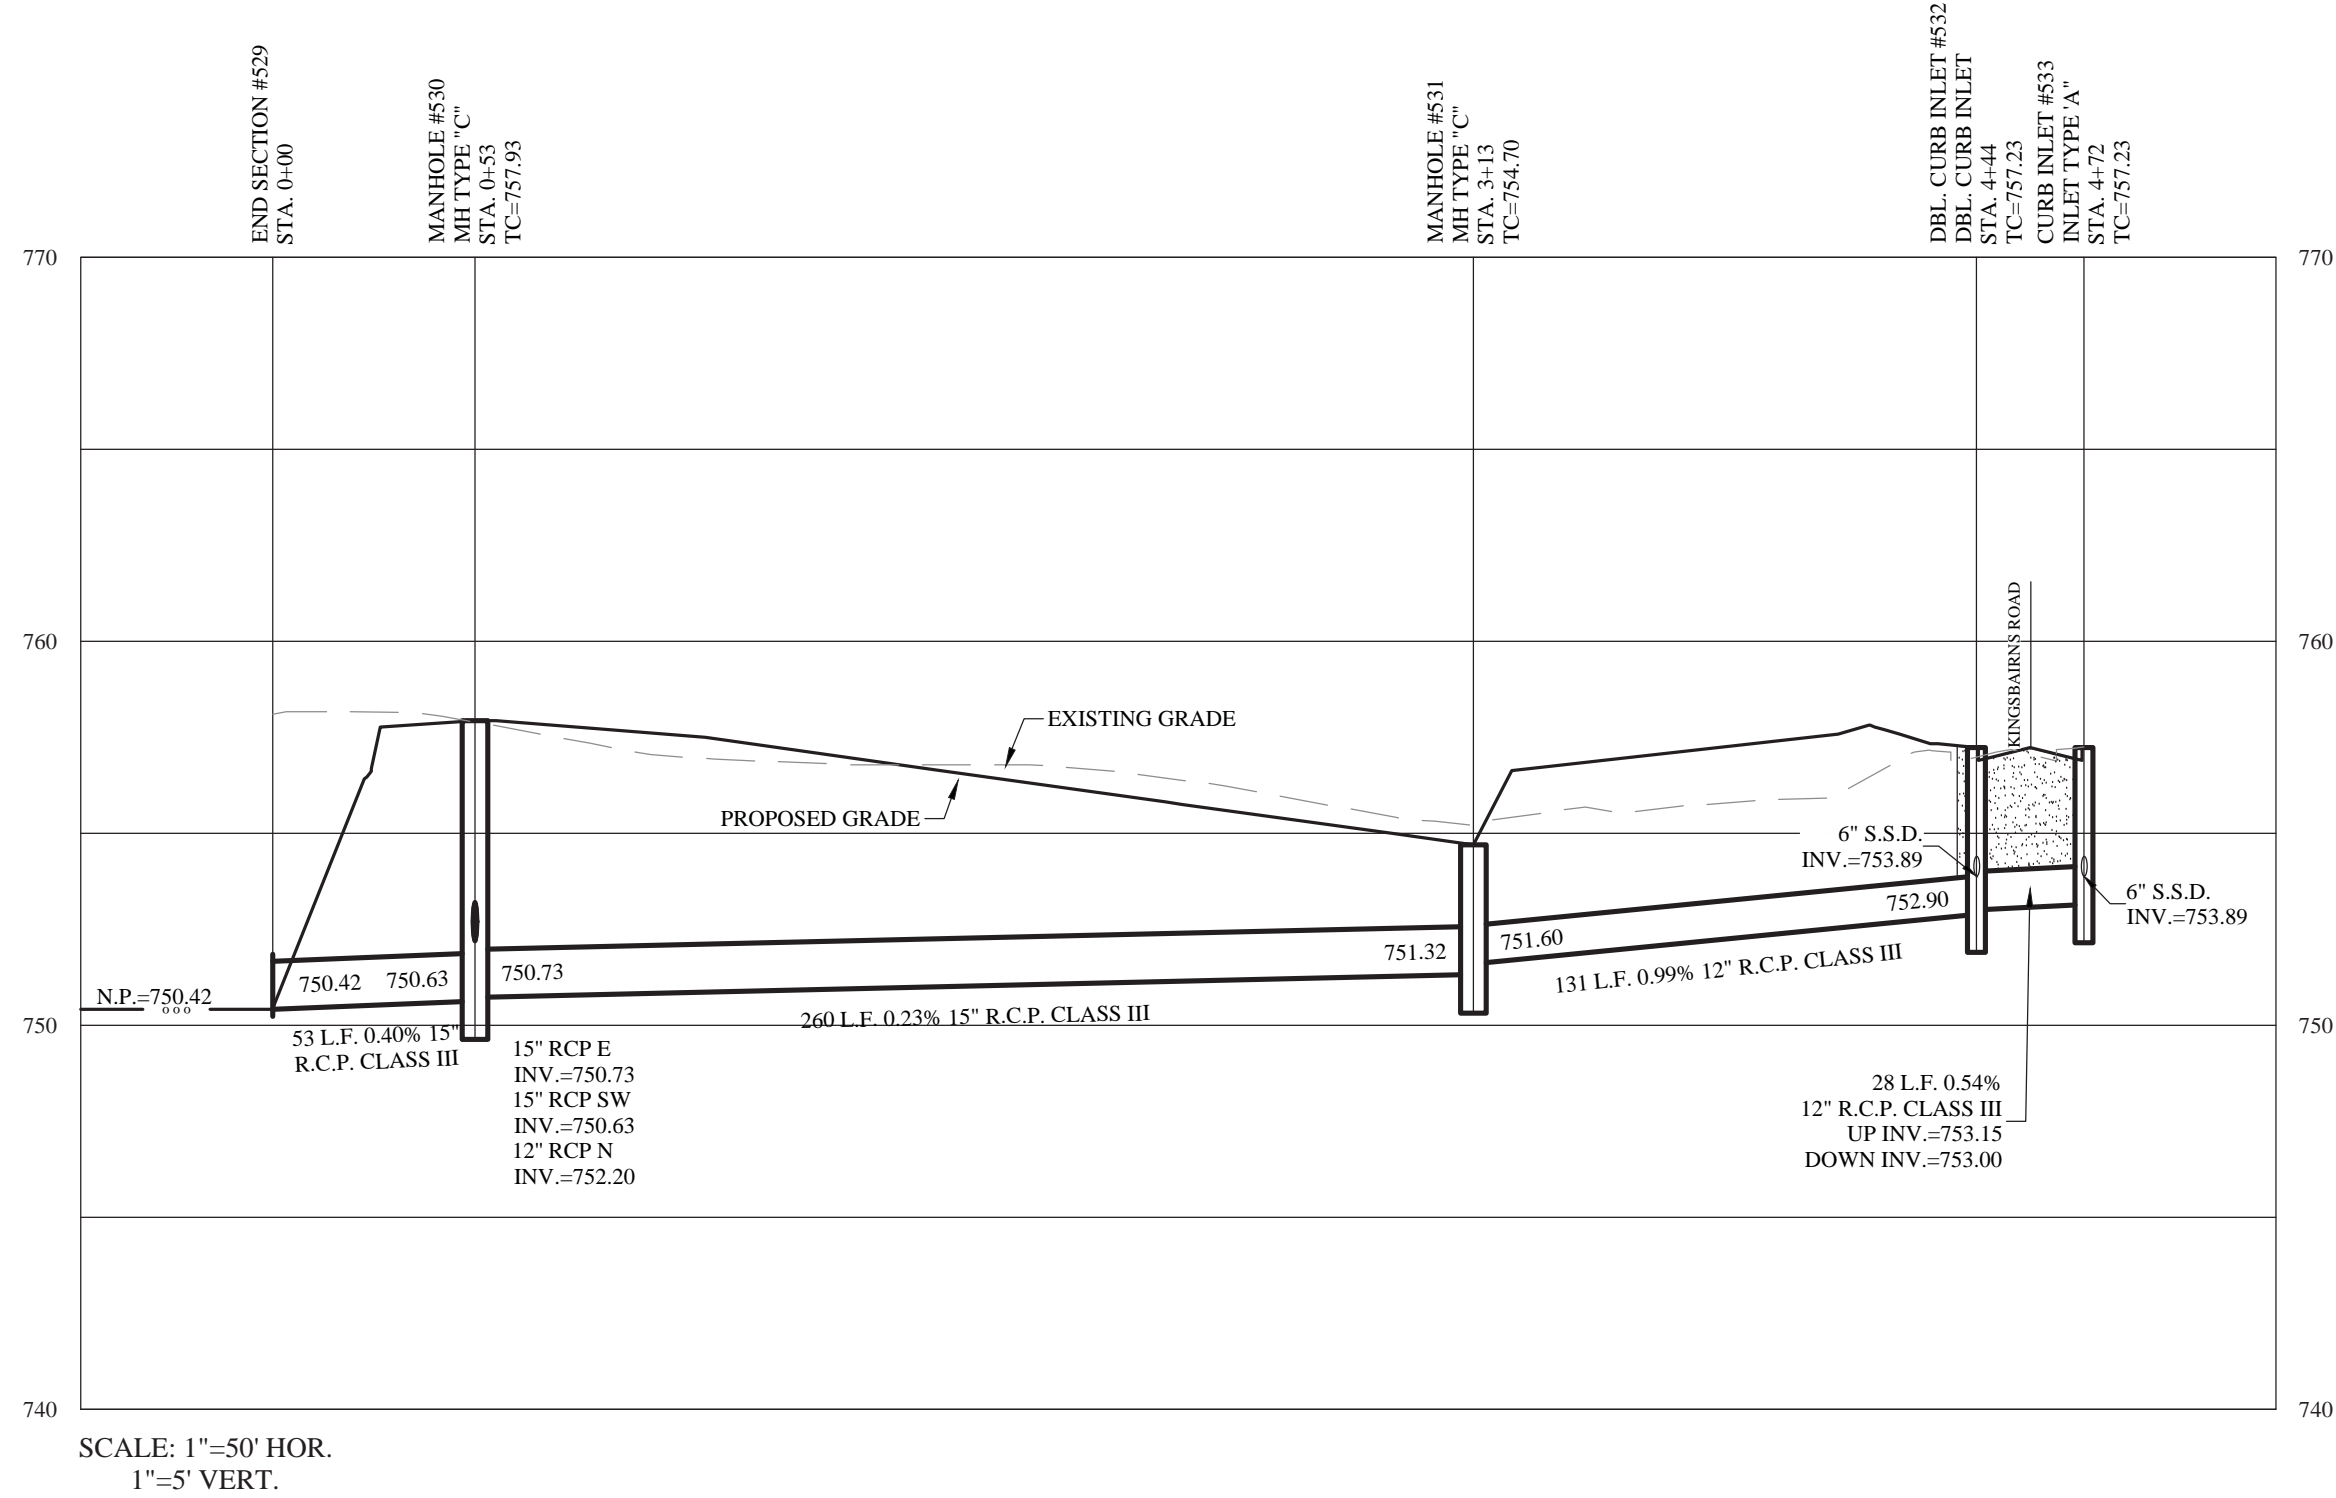 END SECTION #529
STA. 0+00
MANHOLE #530
MH TYPE "C"
STA. 0+53
TC=757.93
MANHOLE #531
MH TYPE "C"
STA. 3+13
TC=754.70
DBL. CURB INLET #532
DBL. CURB INLET
STA. 4+44
TC=757.23
CURB INLET #533
INLET TYPE 'A"
STA. 4+72
TC=757.23
770
770
760
760
KINGSBAIRNS ROAD
EXISTING GRADE
PROPOSED GRADE
6" S.S.D.
INV.=753.89
6" S.S.D.
INV.=753.89
752.90
751.60
751.32
750.73
750.63
750.42
N.P.=750.42
131 L.F. 0.99% 12" R.C.P. CLASS III
260 L.F. 0.23% 15" R.C.P. CLASS III
750
750
53 L.F. 0.40% 15"
R.C.P. CLASS III
15" RCP E
INV.=750.73
15" RCP SW
INV.=750.63
12" RCP N
INV.=752.20
28 L.F. 0.54%
12" R.C.P. CLASS III
UP INV.=753.15
DOWN INV.=753.00
740
740
SCALE: 1"=50' HOR.
1"=5' VERT.